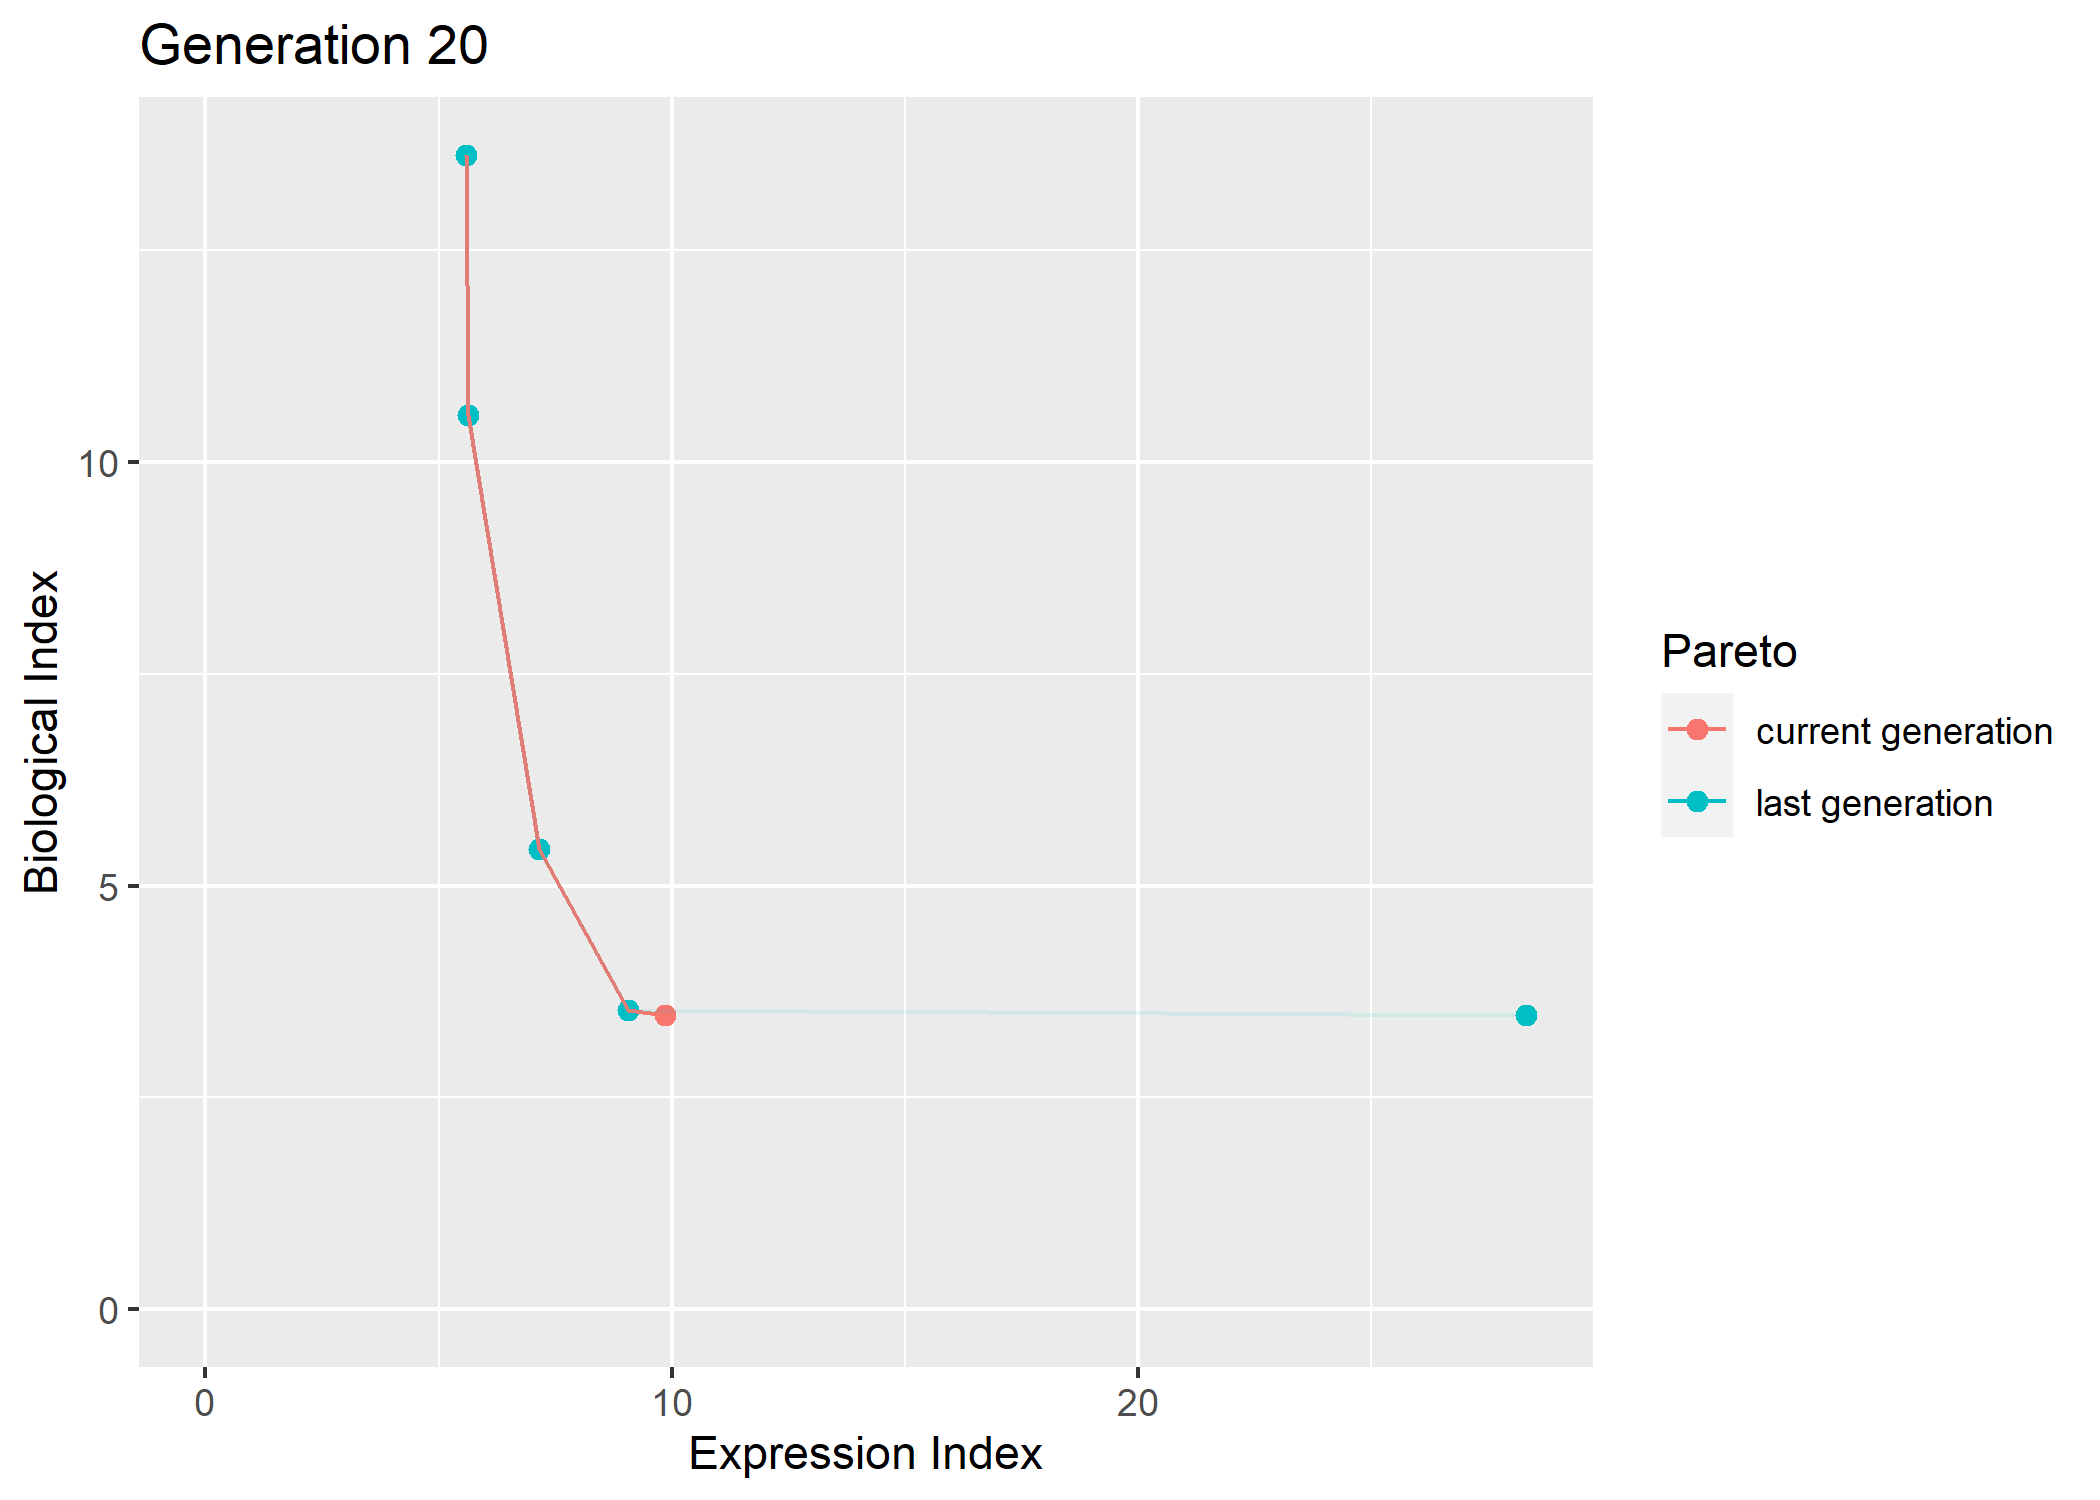 Generation 20
Biological Index
10
5
0
0
10
20
Expression Index
Pareto
current generation
last generation